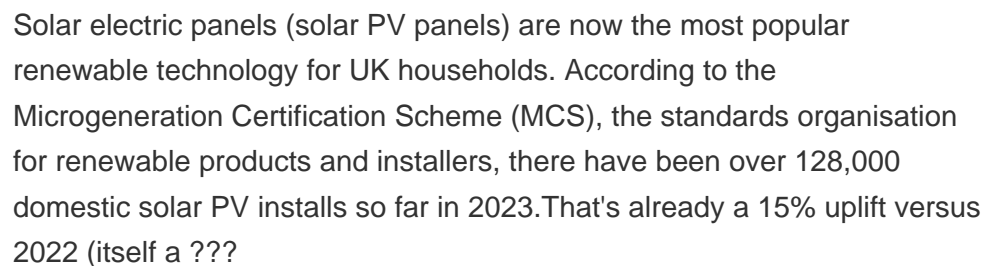 Solar electric panels (solar PV panels) are now the most popular
renewable technology for UK households. According to the
Microgeneration Certification Scheme (MCS), the standards organisation
for renewable products and installers, there have been over 128,000
domestic solar PV installs so far in 2023.That's already a 15% uplift versus
2022 (itself a ???